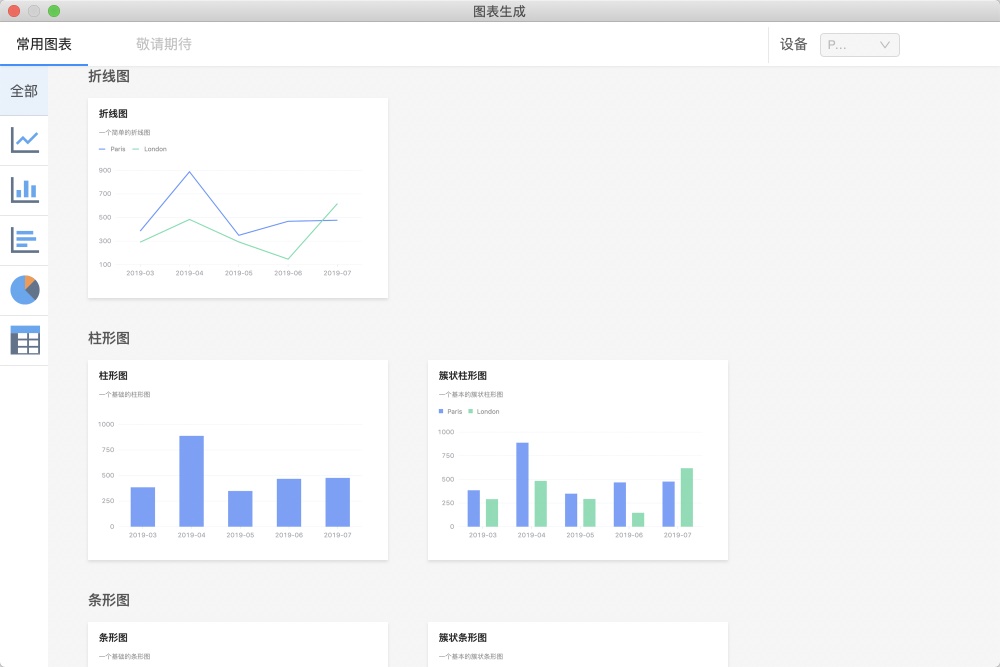 图表生成
常用图表 敬请期待 设备 P...
全部
折线图
折线图
一个简单的折线图
Paris London
900
700
500
300
100
2019-03 2019-04 2019-05 2019-06 2019-07
柱形图
柱形图
一个基础的柱形图
1000
750
500
250
0
2019-03 2019-04 2019-05 2019-06 2019-07
簇状柱形图
一个基本的簇状柱形图
Paris London
1000
750
500
250
0
2019-03 2019-04 2019-05 2019-06 2019-07
条形图
条形图
一个基础的条形图
簇状条形图
一个基本的簇状条形图